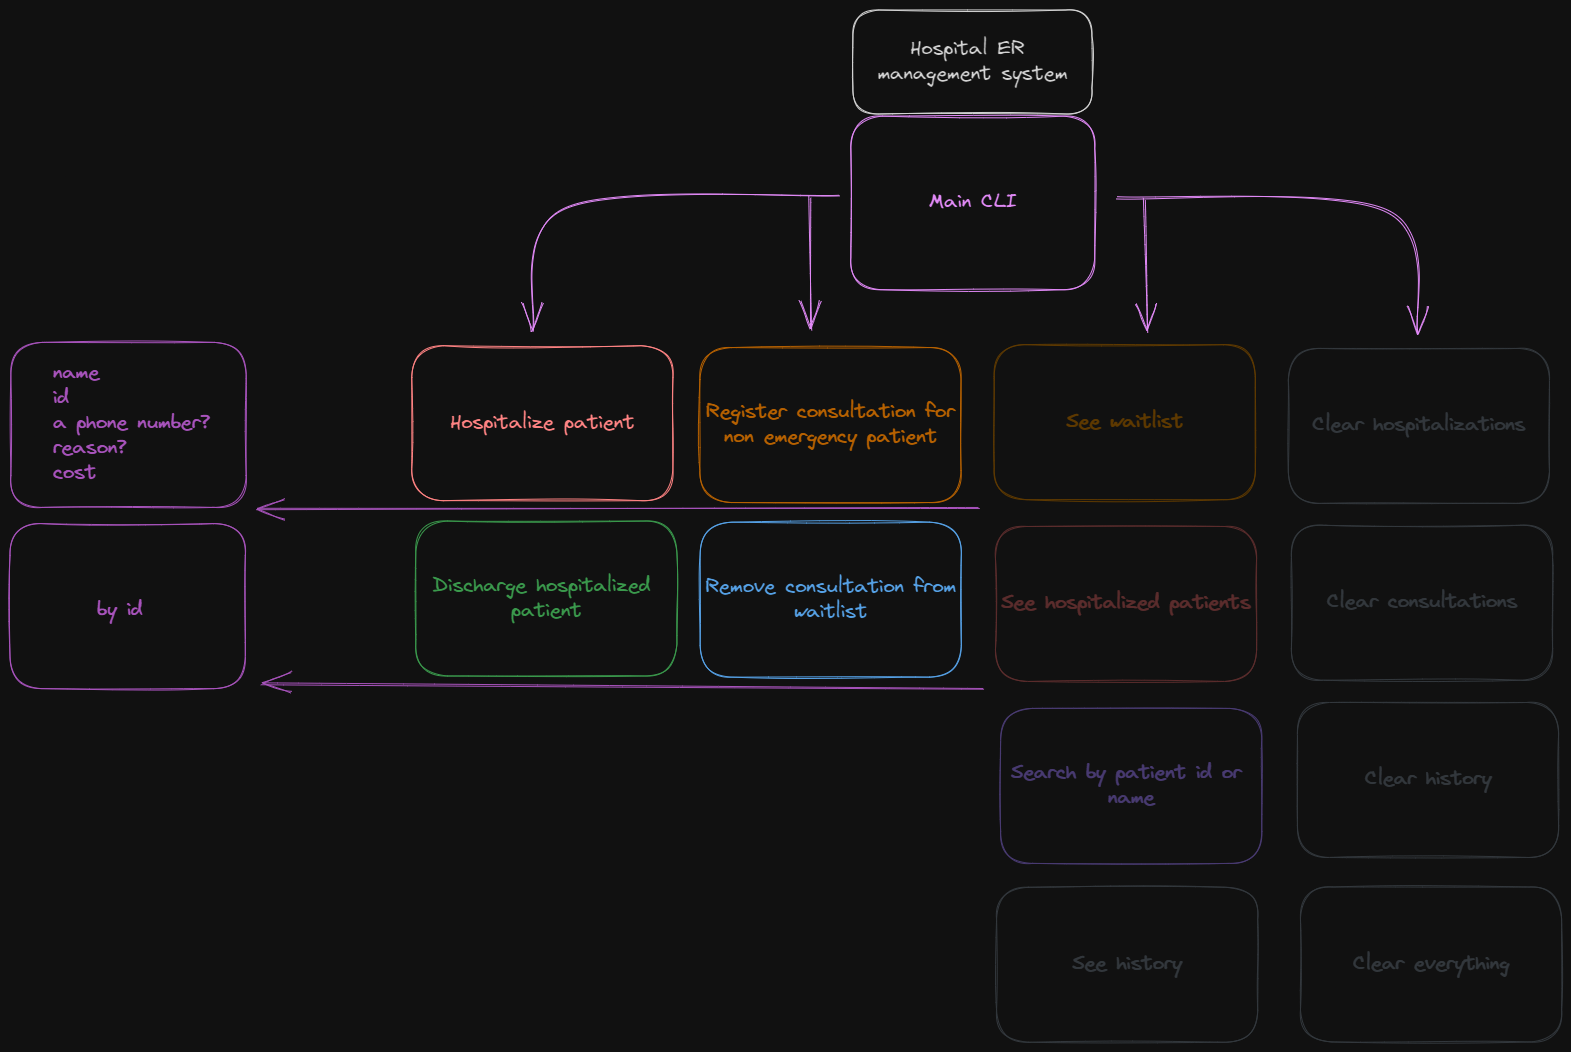 Hospital ER
management system
Main CLI
name
id
a phone number?
reason?
cost
Hospitalize patient
Register consultation for
non emergency patient
See waitlist
Clear hospitalizations
by id
Discharge hospitalized
patient
Remove consultation from
waitlist
See hospitalized patients
Clear consultations
Search by patient id or
name
Clear history
See history
Clear everything